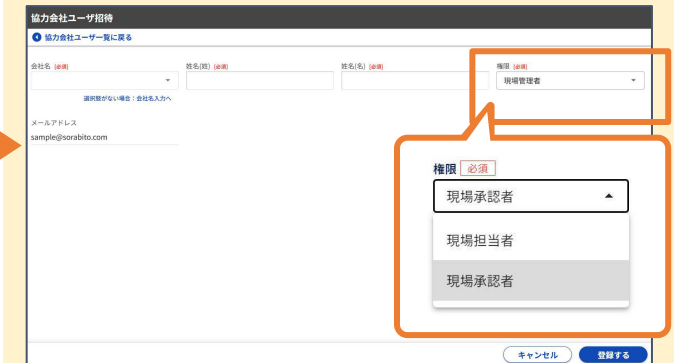 協力会社ユーザ招待
協力会社ユーザー一覧に戻る
会社名 [必須]
姓名(姓) [必須]
姓名(名) [必須]
権限 [必須]
現場管理者
選択肢がない場合：会社名入力へ
メールアドレス
sample@sorabito.com
権限 必須
現場承認者
現場担当者
現場承認者
キャンセル
登録する